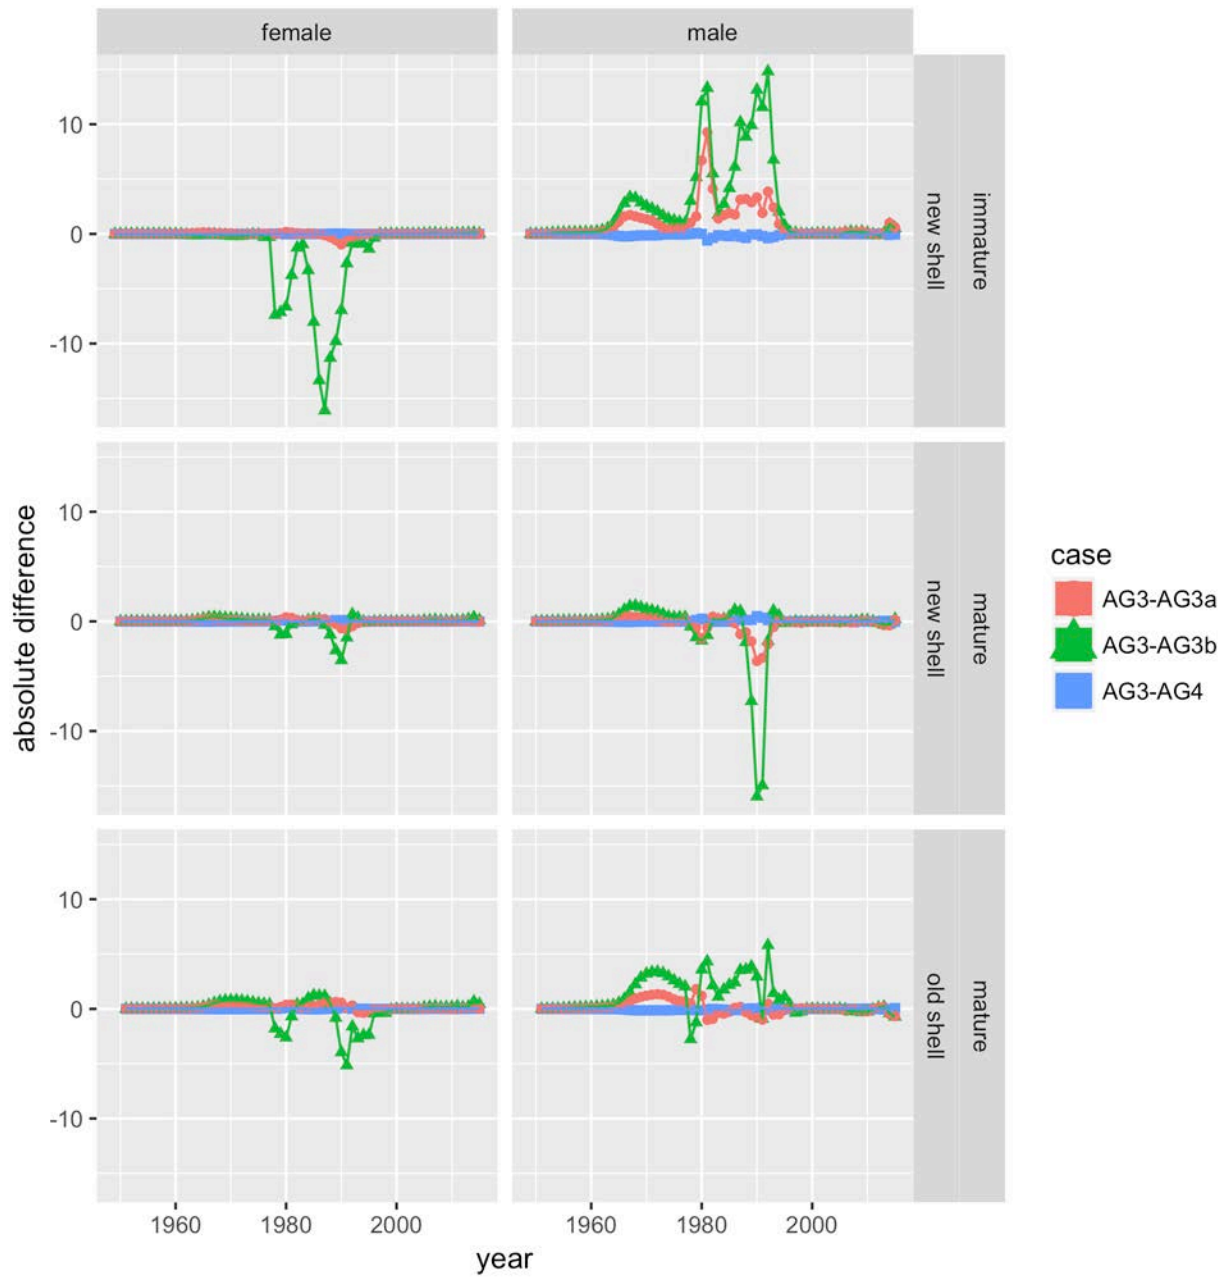 female
male
10
0
-10
new shell
immature
10
0
-10
new shell
mature
10
0
-10
old shell
mature
absolute difference
1960
1980
2000
1960
1980
2000
year
case
AG3-AG3a
AG3-AG3b
AG3-AG4